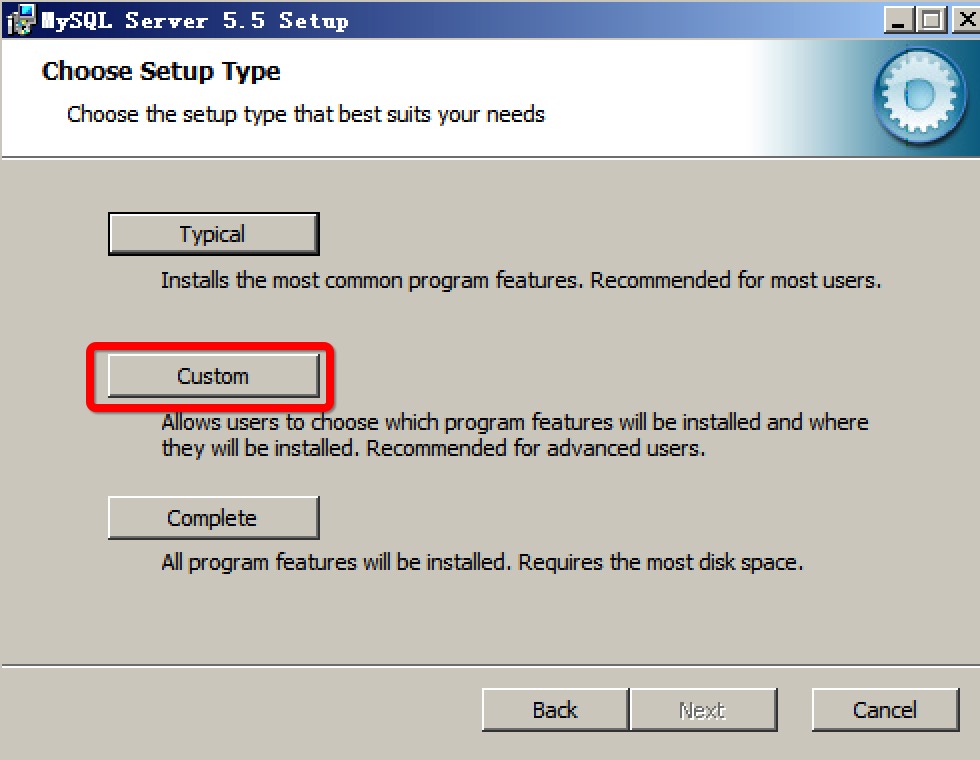 MySQL Server 5.5 Setup
Choose Setup Type
Choose the setup type that best suits your needs
Typical
Installs the most common program features. Recommended for most users.
Custom
Allows users to choose which program features will be installed and where
they will be installed. Recommended for advanced users.
Complete
All program features will be installed. Requires the most disk space.
Back
Next
Cancel